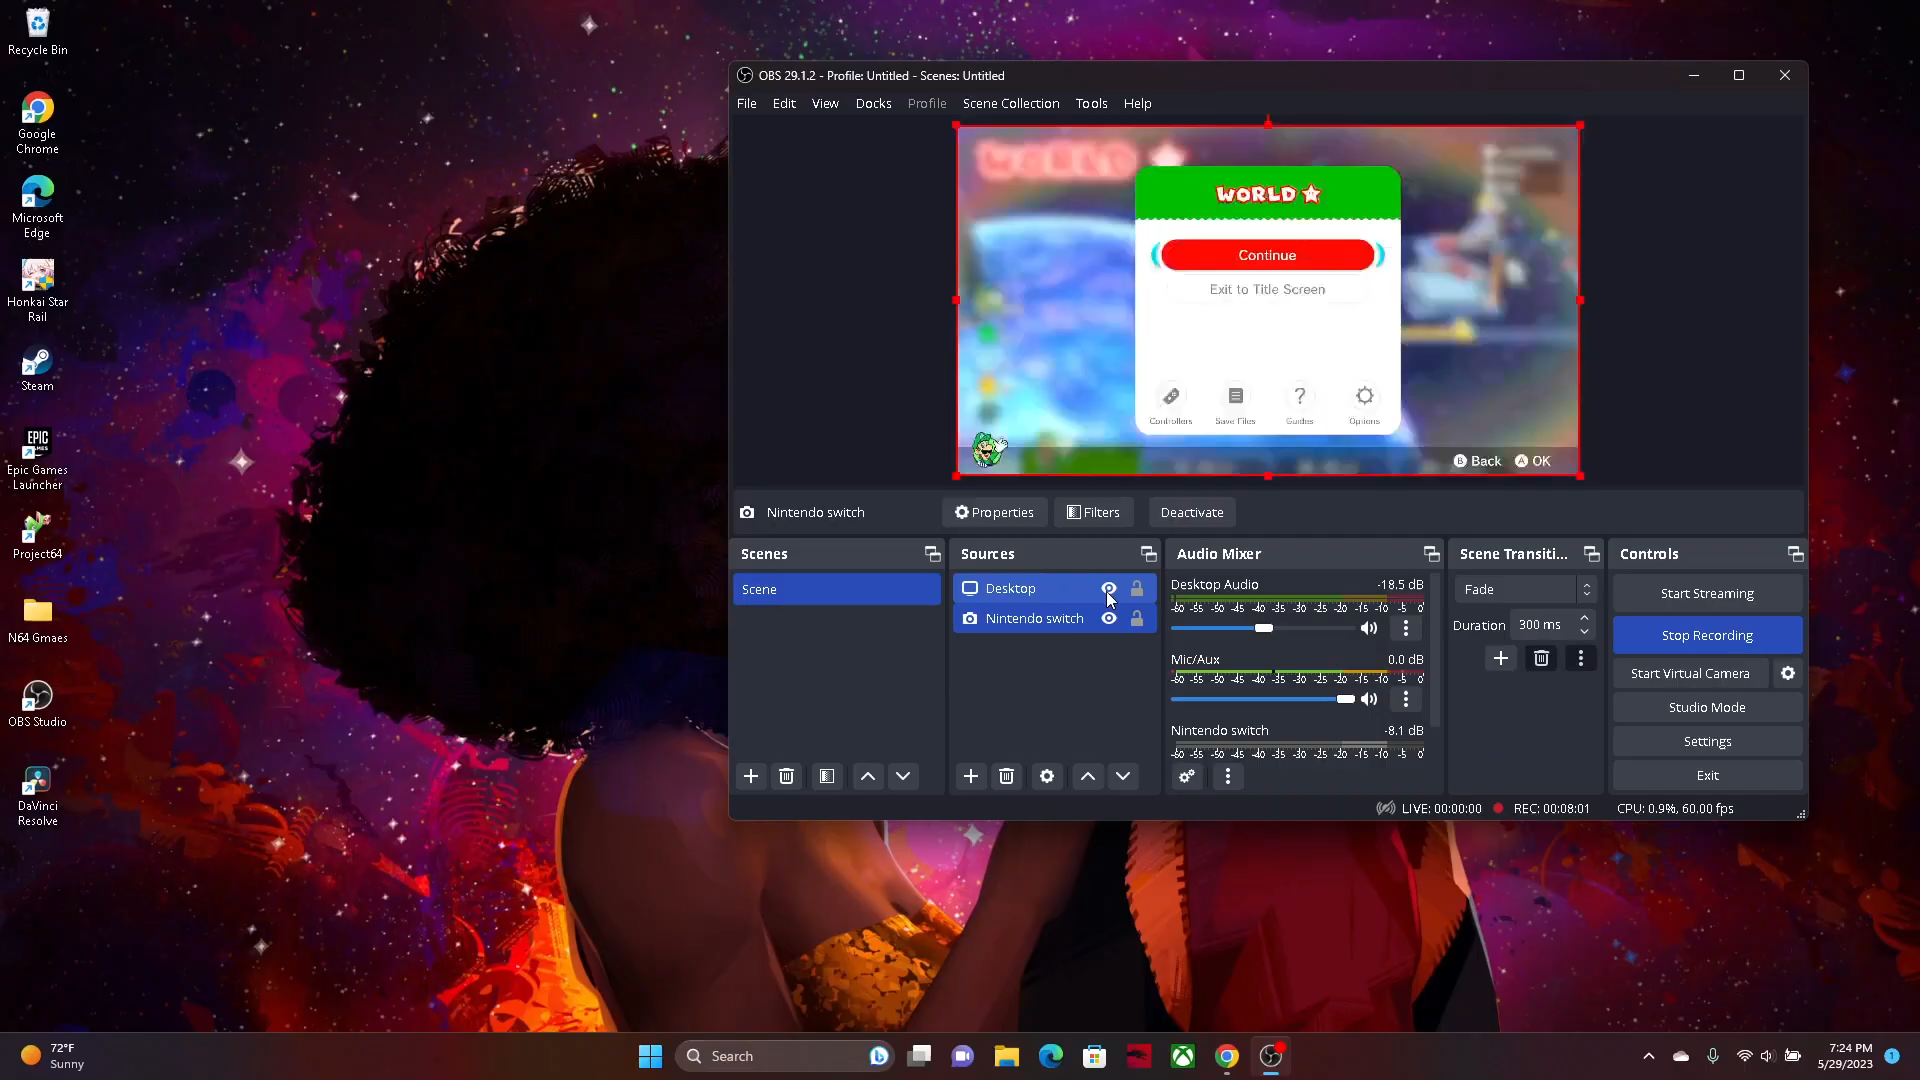 Recycle Bin
Google
Chrome
Microsoft
Edge
Honkai Star
Rail
Steam
EPIC
GAMES
Epic Games
Launcher
Project64
N64 Gmaes
OBS Studio
DaVinci
Resolve
OBS 29.1.2 - Profile: Untitled - Scenes: Untitled
File Edit View Docks Profile Scene Collection Tools Help
WORLD
WORLD
Continue
Exit to Title Screen
Controllers Save Files Guides Options
B Back A OK
Nintendo switch Properties Filters Deactivate
Scenes
Scene
Sources
Desktop
Nintendo switch
Audio Mixer
Desktop Audio -18.5 dB
-60 -55 -50 -45 -40 -35 -30 -25 -20 -15 -10 -5 0
Mic/Aux 0.0 dB
-60 -55 -50 -45 -40 -35 -30 -25 -20 -15 -10 -5 0
Nintendo switch -8.1 dB
-60 -55 -50 -45 -40 -35 -30 -25 -20 -15 -10 -5 0
Scene Transiti...
Fade
Duration 300 ms
Controls
Start Streaming
Stop Recording
Start Virtual Camera
Studio Mode
Settings
Exit
LIVE: 00:00:00 REC: 00:08:01 CPU: 0.9%, 60.00 fps
72°F
Sunny
Search
7:24 PM
5/29/2023
1